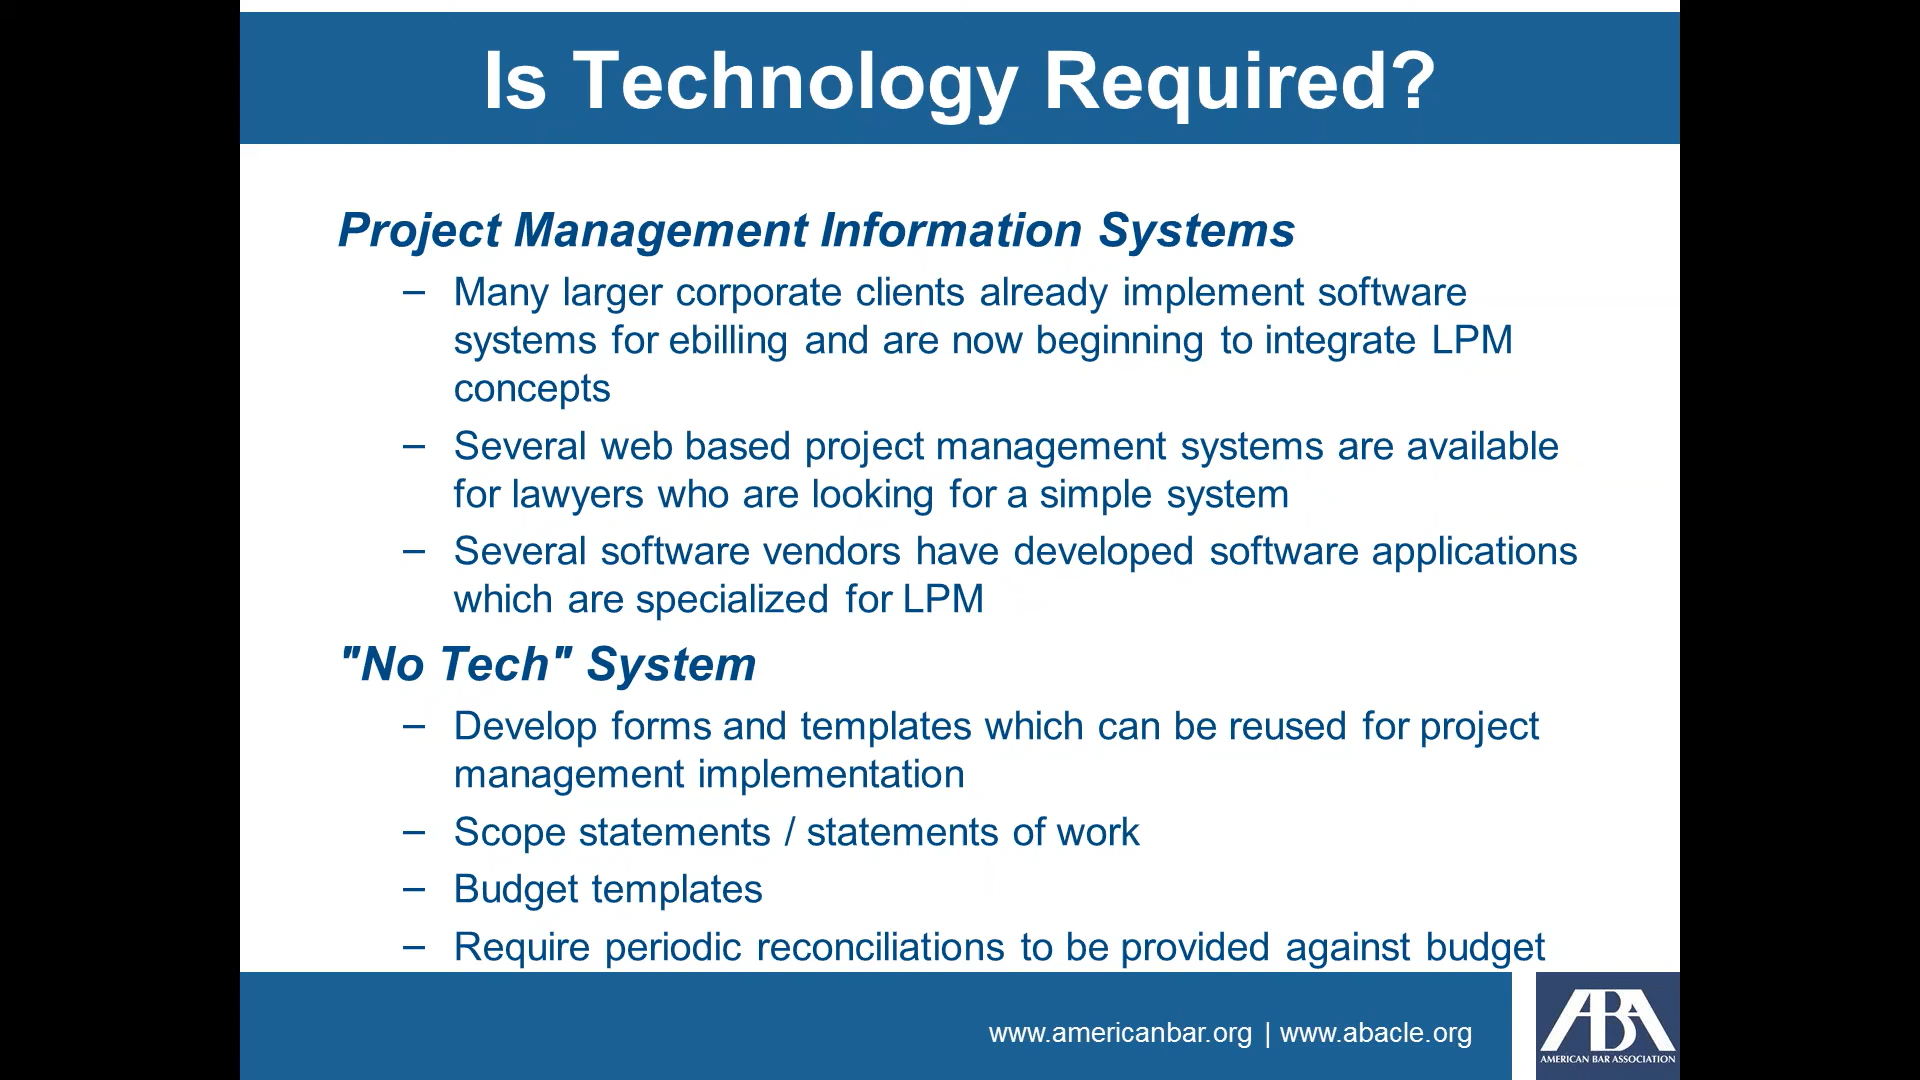 Is Technology Required?
Project Management Information Systems
– Many larger corporate clients already implement software
systems for ebilling and are now beginning to integrate LPM
concepts
– Several web based project management systems are available
for lawyers who are looking for a simple system
– Several software vendors have developed software applications
which are specialized for LPM
"No Tech" System
– Develop forms and templates which can be reused for project
management implementation
– Scope statements / statements of work
– Budget templates
– Require periodic reconciliations to be provided against budget
www.americanbar.org | www.abacle.org
ABA
AMERICAN BAR ASSOCIATION